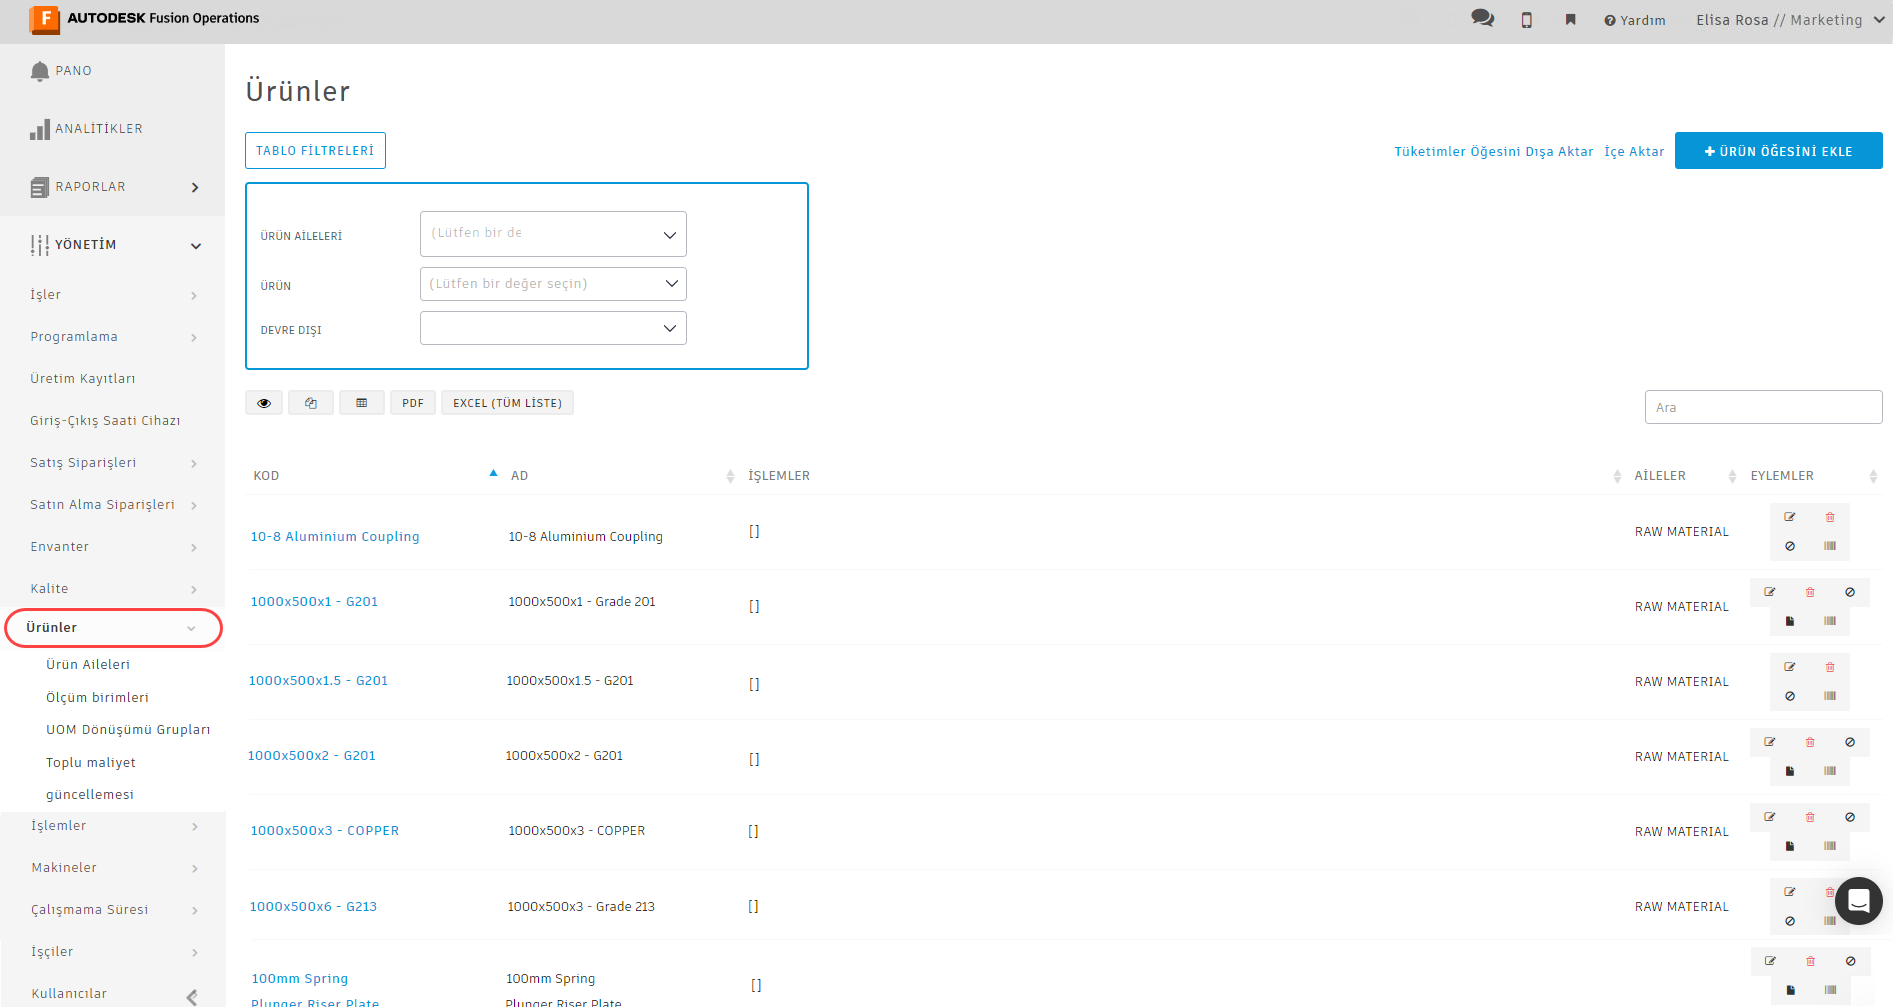 F AUTODESK Fusion Operations
Yardım
Elisa Rosa // Marketing
PANO
ANALİTİKLER
RAPORLAR
YÖNETİM
İşler
Programlama
Üretim Kayıtları
Giriş-Çıkış Saati Cihazı
Satış Siparişleri
Satın Alma Siparişleri
Envanter
Kalite
Ürünler
Ürün Aileleri
Ölçüm birimleri
UOM Dönüşümü Grupları
Toplu maliyet
güncellemesi
İşlemler
Makineler
Çalışmama Süresi
İşçiler
Kullanıcılar
Ürünler
TABLO FİLTRELERİ
Tüketimler Öğesini Dışa Aktar İçe Aktar
+ ÜRÜN ÖĞESİNİ EKLE
ÜRÜN AİLELERİ (Lütfen bir de
ÜRÜN (Lütfen bir değer seçin)
DEVRE DIŞI
PDF EXCEL (TÜM LİSTE)
Ara
KOD AD İŞLEMLER AİLELER EYLEMLER
10-8 Aluminium Coupling 10-8 Aluminium Coupling [] RAW MATERIAL
1000x500x1 - G201 1000x500x1 - Grade 201 [] RAW MATERIAL
1000x500x1.5 - G201 1000x500x1.5 - G201 [] RAW MATERIAL
1000x500x2 - G201 1000x500x2 - G201 [] RAW MATERIAL
1000x500x3 - COPPER 1000x500x3 - COPPER [] RAW MATERIAL
1000x500x6 - G213 1000x500x3 - Grade 213 [] RAW MATERIAL
100mm Spring 100mm Spring []
Plunger Riser Plate Plunger Riser Plate